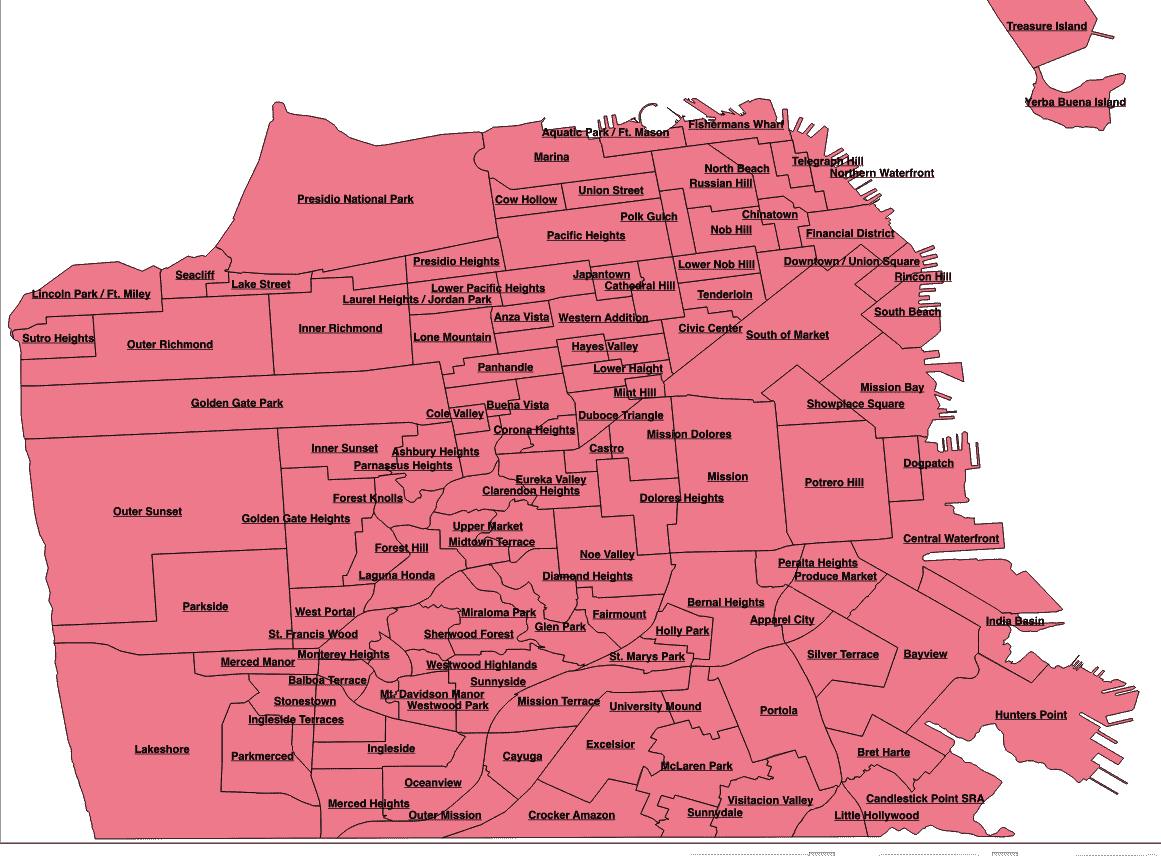 Treasure Island
Yerba Buena Island
Fishermans Wharf
Aquatic Park / Ft. Mason
Marina
Telegraph Hill
North Beach
Northern Waterfront
Russian Hill
Union Street
Presidio National Park
Cow Hollow
Polk Gulch
Chinatown
Nob Hill
Financial District
Pacific Heights
Presidio Heights
Downtown / Union Square
Lower Nob Hill
Seacliff
Japantown
Rincon Hill
Lake Street
Cathedral Hill
Lower Pacific Heights
Lincoln Park / Ft. Miley
Tenderloin
Laurel Heights / Jordan Park
South Beach
Anza Vista
Western Addition
Inner Richmond
Civic Center
South of Market
Sutro Heights
Lone Mountain
Outer Richmond
Hayes Valley
Panhandle
Lower Haight
Mission Bay
Mint Hill
Golden Gate Park
Buena Vista
Showplace Square
Cole Valley
Duboce Triangle
Corona Heights
Mission Dolores
Inner Sunset
Castro
Ashbury Heights
Parnassus Heights
Dogpatch
Mission
Eureka Valley
Potrero Hill
Clarendon Heights
Forest Knolls
Dolores Heights
Outer Sunset
Golden Gate Heights
Upper Market
Central Waterfront
Midtown Terrace
Forest Hill
Noe Valley
Peralta Heights
Laguna Honda
Diamond Heights
Produce Market
Bernal Heights
Parkside
West Portal
Miraloma Park
Fairmount
Apparel City
India Basin
Glen Park
Holly Park
St. Francis Wood
Sherwood Forest
Monterey Heights
St. Marys Park
Silver Terrace
Bayview
Merced Manor
Westwood Highlands
Balboa Terrace
Sunnyside
Mt. Davidson Manor
Stonestown
Mission Terrace
Westwood Park
University Mound
Portola
Hunters Point
Ingleside Terraces
Excelsior
Lakeshore
Ingleside
Bret Harte
Parkmerced
Cayuga
McLaren Park
Oceanview
Candlestick Point SRA
Visitacion Valley
Merced Heights
Sunnydale
Outer Mission
Crocker Amazon
Little Hollywood